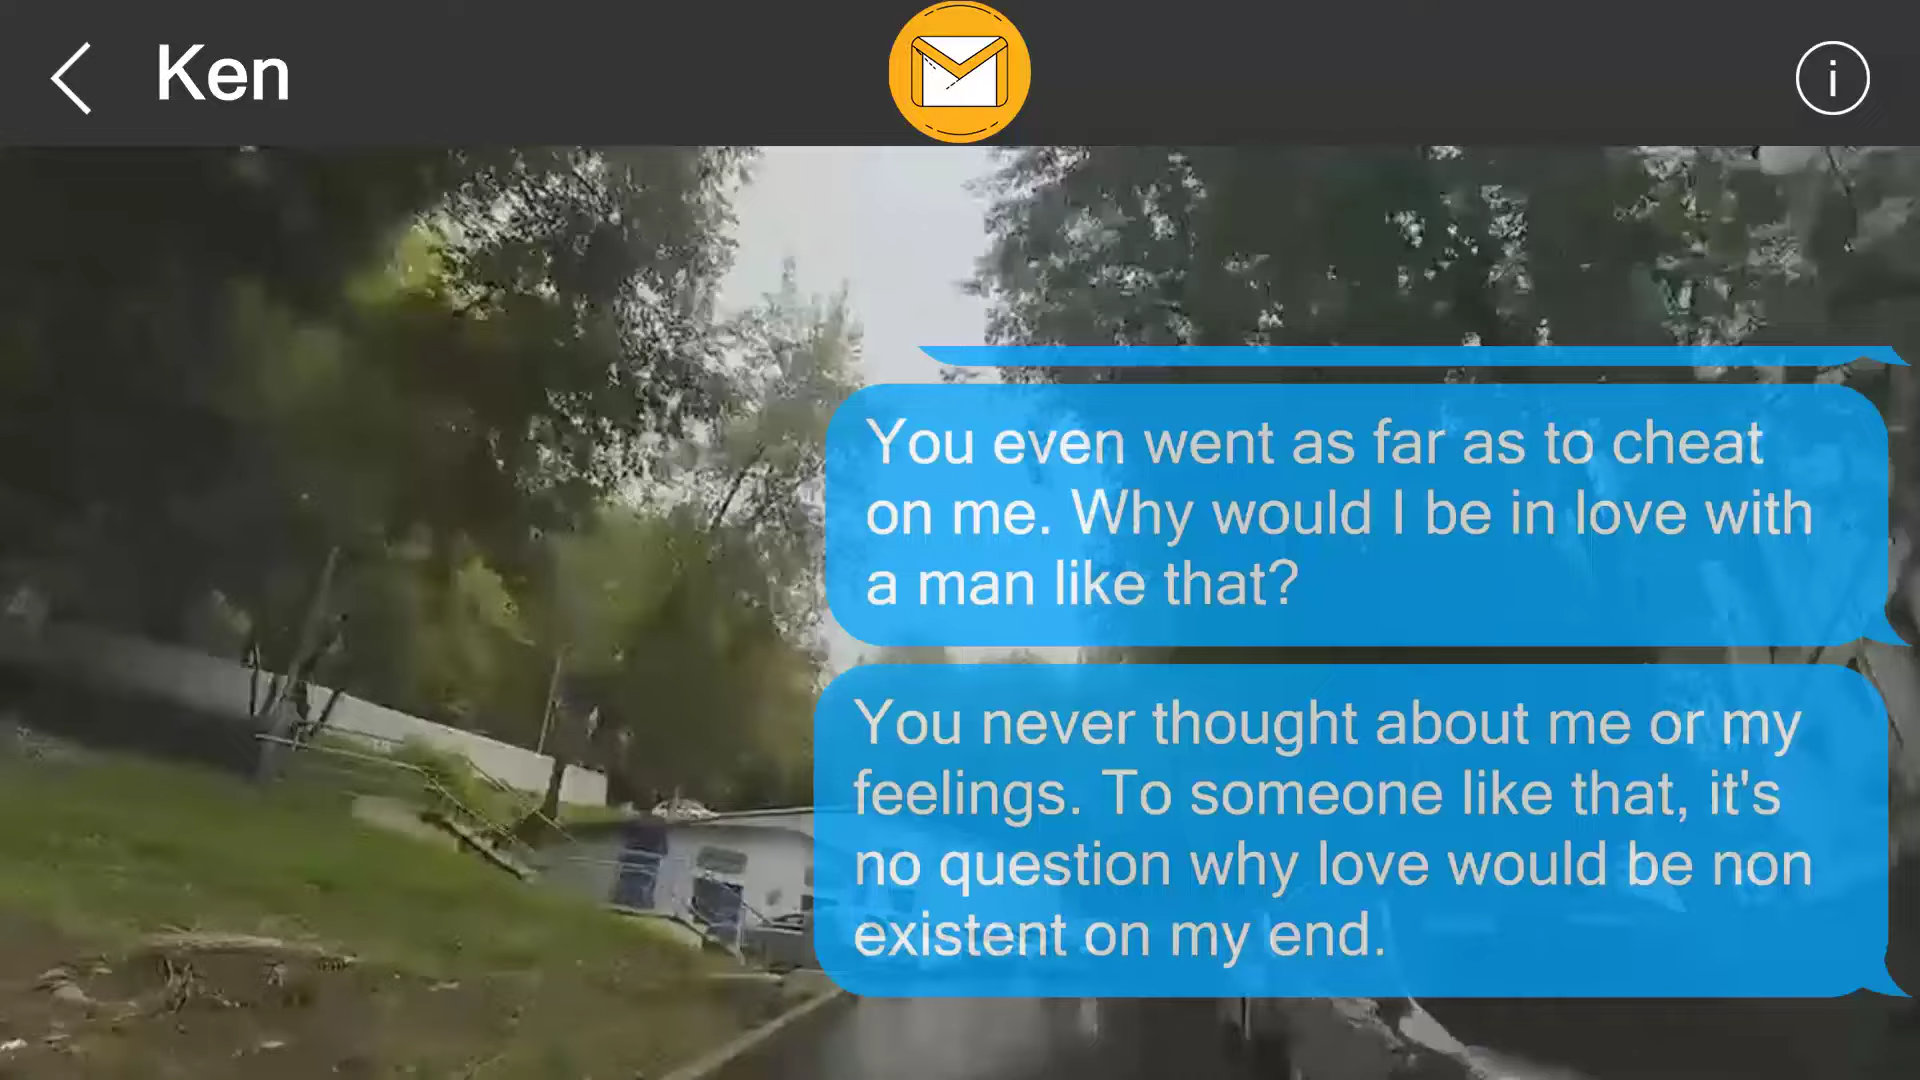 Ken
i
You even went as far as to cheat
on me. Why would I be in love with
a man like that?
You never thought about me or my
feelings. To someone like that, it's
no question why love would be non
existent on my end.